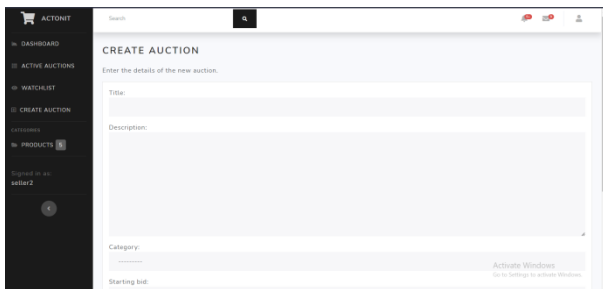 ACTONIT
Search
DASHBOARD
ACTIVE AUCTIONS
WATCHLIST
CREATE AUCTION
CATEGORIES
PRODUCTS 5
Signed in as:
seller2
CREATE AUCTION
Enter the details of the new auction.
Title:
Description:
Category:
---------
Starting bid:
Activate Windows
Go to Settings to activate Windows.